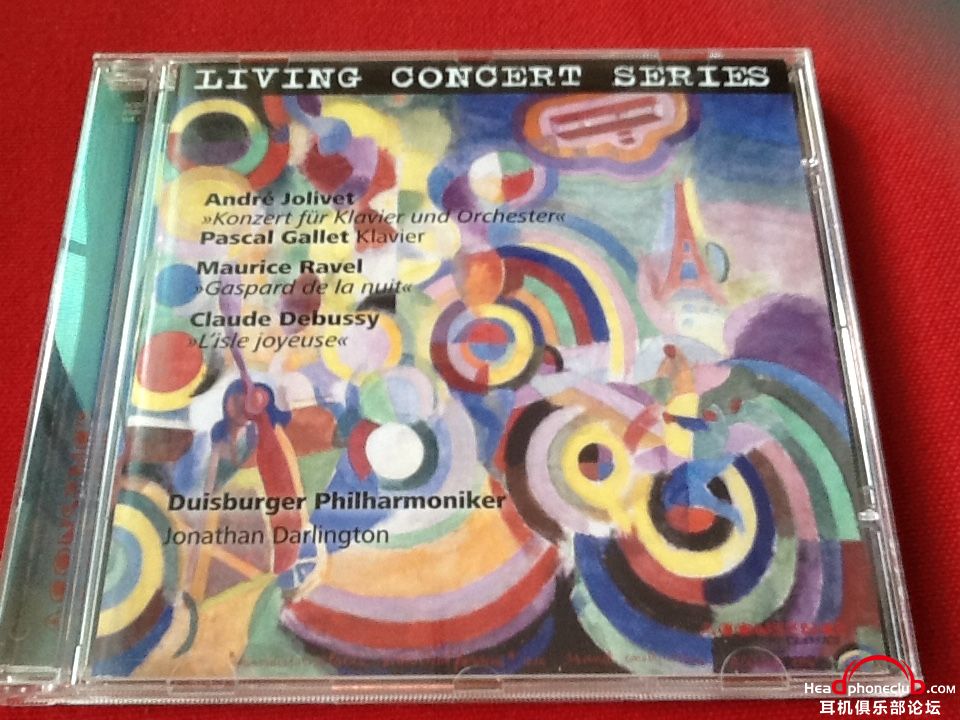 LIVING CONCERT SERIES
André Jolivet
»Konzert für Klavier und Orchester«
Pascal Gallet Klavier
Maurice Ravel
»Gaspard de la nuit«
Claude Debussy
»L'isle joyeuse«
Duisburger Philharmoniker
Jonathan Darlington
HeadphoneclUb.com
耳机俱乐部论坛